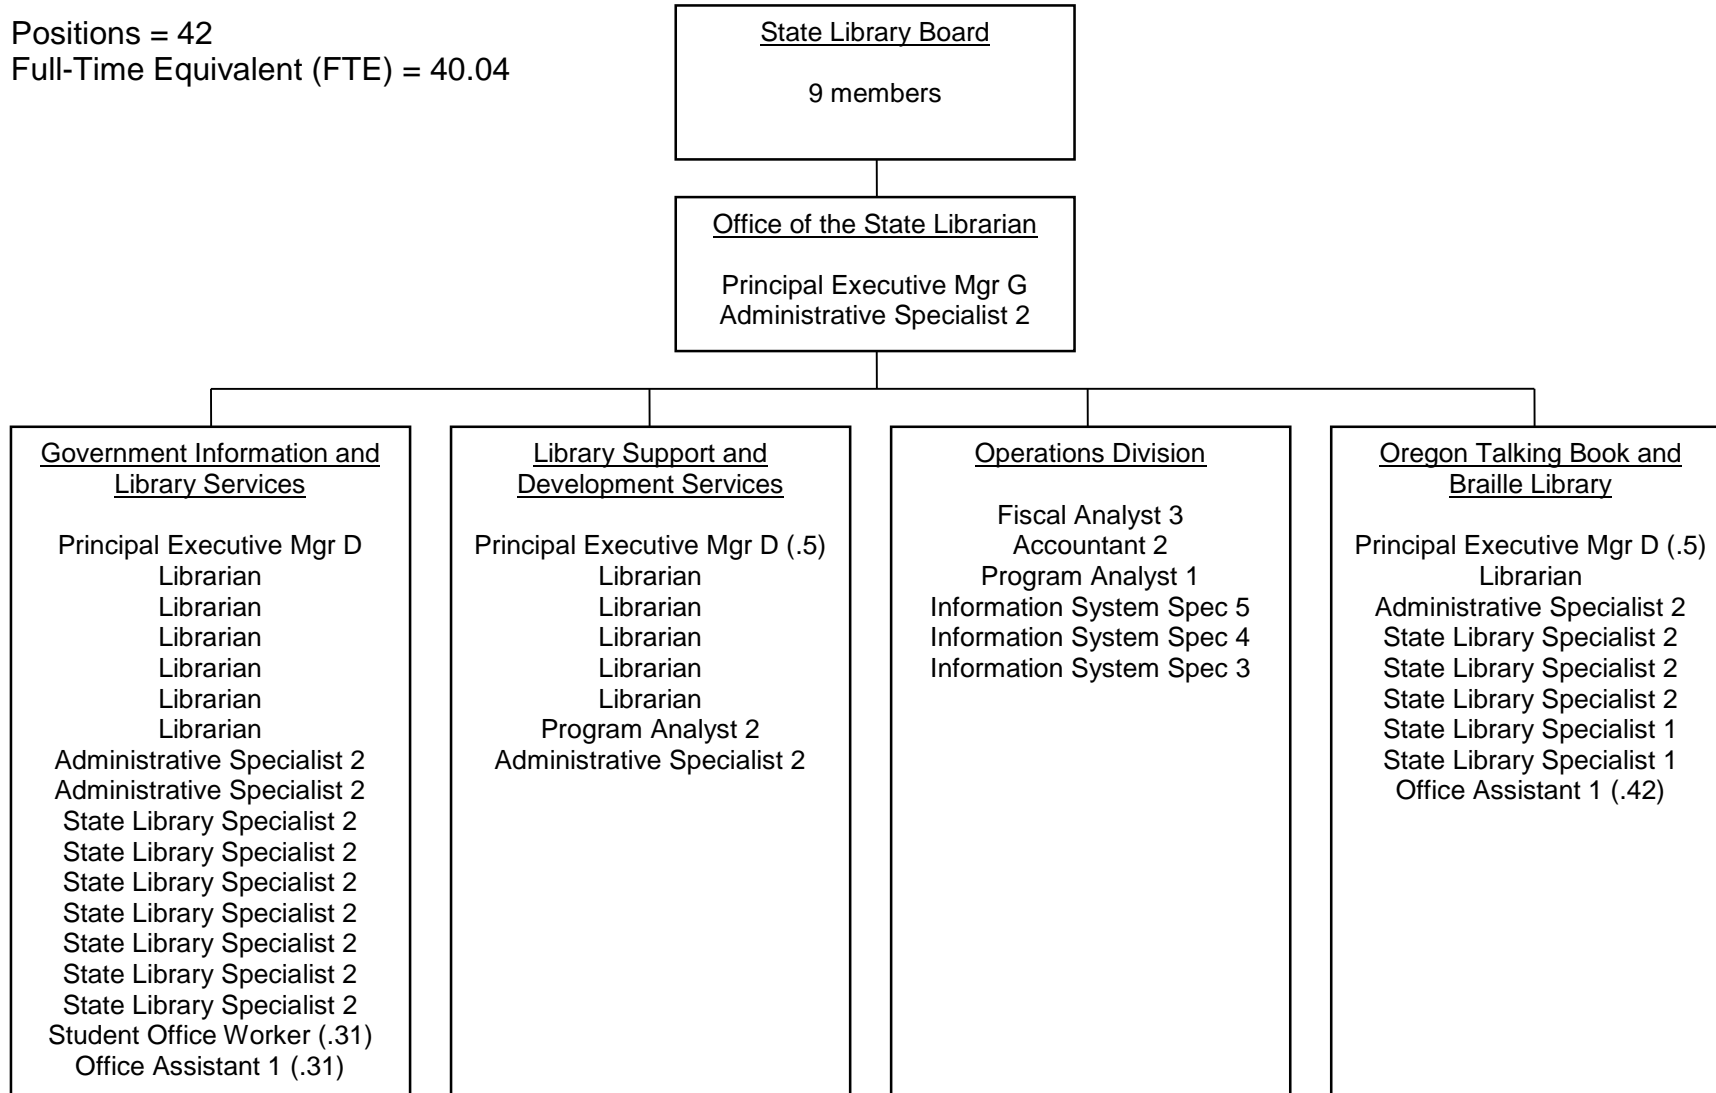 Positions = 42
Full-Time Equivalent (FTE) = 40.04
State Library Board
9 members
Office of the State Librarian
Principal Executive Mgr G
Administrative Specialist 2
Government Information and
Library Services
Principal Executive Mgr D
Librarian
Librarian
Librarian
Librarian
Librarian
Librarian
Administrative Specialist 2
Administrative Specialist 2
State Library Specialist 2
State Library Specialist 2
State Library Specialist 2
State Library Specialist 2
State Library Specialist 2
State Library Specialist 2
State Library Specialist 2
Student Office Worker (.31)
Office Assistant 1 (.31)
Library Support and
Development Services
Principal Executive Mgr D (.5)
Librarian
Librarian
Librarian
Librarian
Librarian
Program Analyst 2
Administrative Specialist 2
Operations Division
Fiscal Analyst 3
Accountant 2
Program Analyst 1
Information System Spec 5
Information System Spec 4
Information System Spec 3
Oregon Talking Book and
Braille Library
Principal Executive Mgr D (.5)
Librarian
Administrative Specialist 2
State Library Specialist 2
State Library Specialist 2
State Library Specialist 2
State Library Specialist 1
State Library Specialist 1
Office Assistant 1 (.42)